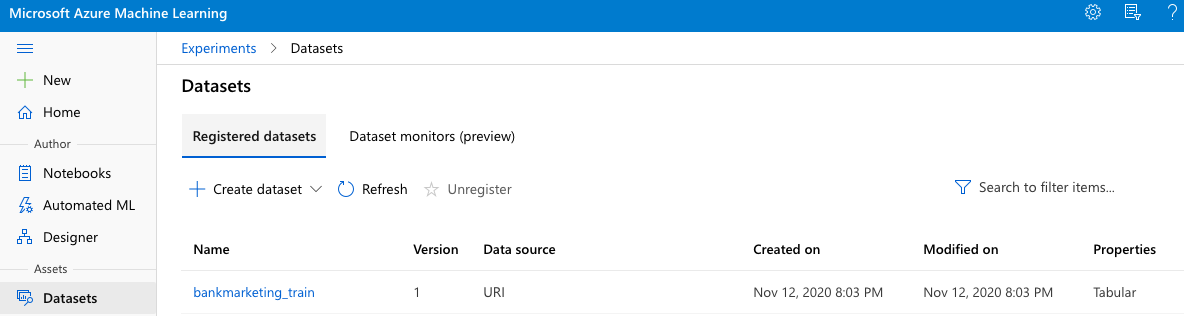 Microsoft Azure Machine Learning
?
Experiments > Datasets
New
Home
Author
Notebooks
Automated ML
Designer
Assets
Datasets
Datasets
Registered datasets Dataset monitors (preview)
Create dataset Refresh Unregister Search to filter items...
Name Version Data source Created on Modified on Properties
bankmarketing_train 1 URI Nov 12, 2020 8:03 PM Nov 12, 2020 8:03 PM Tabular